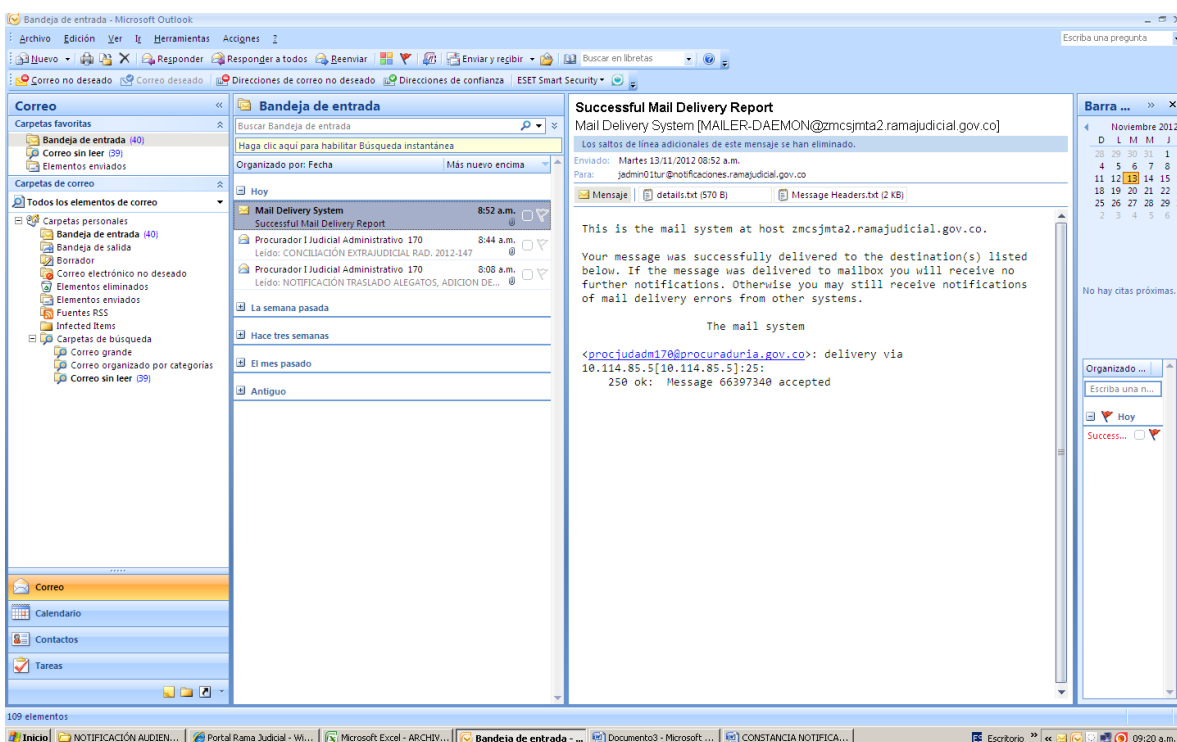 Bandeja de entrada - Microsoft Outlook
Archivo Edición Ver Ir Herramientas Acciones ?
Escriba una pregunta
Nuevo Responder Responder a todos Reenviar Enviar y recibir Buscar en libretas
Correo no deseado Correo deseado Direcciones de correo no deseado Direcciones de confianza ESET Smart Security
Correo «
Carpetas favoritas
Bandeja de entrada (40)
Correo sin leer (39)
Elementos enviados
Carpetas de correo
Todos los elementos de correo
Carpetas personales
Bandeja de entrada (40)
Bandeja de salida
Borrador
Correo electrónico no deseado
Elementos eliminados
Elementos enviados
Fuentes RSS
Infected Items
Carpetas de búsqueda
Correo grande
Correo organizado por categorías
Correo sin leer (39)
Correo
Calendario
Contactos
Tareas
Bandeja de entrada
Buscar Bandeja de entrada
Haga clic aquí para habilitar Búsqueda instantánea
Organizado por: Fecha Más nuevo encima
Hoy
Mail Delivery System 8:52 a.m.
Successful Mail Delivery Report
Procurador I Judicial Administrativo 170 8:44 a.m.
Leído: CONCILIACIÓN EXTRAJUDICIAL RAD. 2012-147
Procurador I Judicial Administrativo 170 8:08 a.m.
Leído: NOTIFICACIÓN TRASLADO ALEGATOS, ADICION DE...
La semana pasada
Hace tres semanas
El mes pasado
Antiguo
Successful Mail Delivery Report
Mail Delivery System [MAILER-DAEMON@zmcsjmta2.ramajudicial.gov.co]
Los saltos de línea adicionales de este mensaje se han eliminado.
Enviado: Martes 13/11/2012 08:52 a.m.
Para: jadmin01tur@notificaciones.ramajudicial.gov.co
Mensaje details.txt (570 B) Message Headers.txt (2 KB)
This is the mail system at host zmcsjmta2.ramajudicial.gov.co.
Your message was successfully delivered to the destination(s) listed
below. If the message was delivered to mailbox you will receive no
further notifications. Otherwise you may still receive notifications
of mail delivery errors from other systems.
The mail system
<procjudadm170@procuraduria.gov.co>: delivery via
10.114.85.5[10.114.85.5]:25:
250 ok: Message 66397340 accepted
Barra ... » ×
Noviembre 2012
D L M M J
28 29 30 31 1
4 5 6 7 8
11 12 13 14 15
18 19 20 21 22
25 26 27 28 29
2 3 4 5 6
No hay citas próximas.
Organizado ...
Escriba una n...
Hoy
Success...
109 elementos
Inicio NOTIFICACIÓN AUDIEN... Portal Rama Judicial - Wi... Microsoft Excel - ARCHIV... Bandeja de entrada - ... Documento3 - Microsoft ... CONSTANCIA NOTIFICA... Escritorio » « 09:20 a.m.